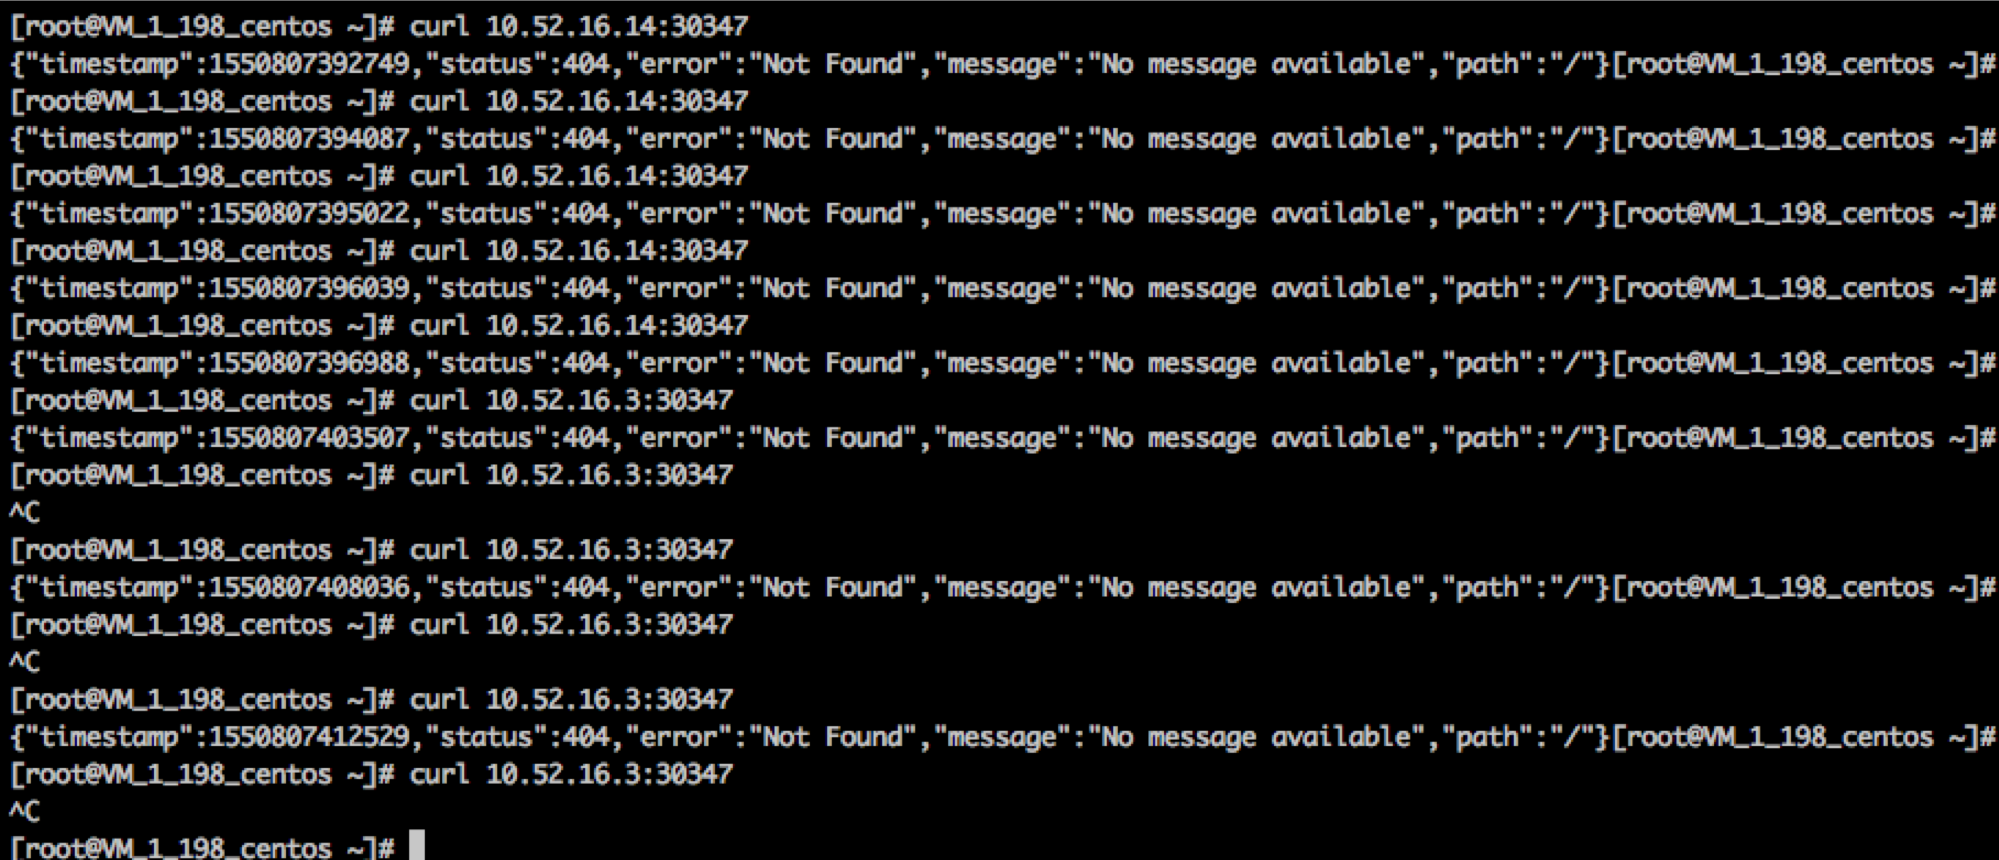 [root@VM_1_198_centos ~]# curl 10.52.16.14:30347
{"timestamp":1550807392749,"status":404,"error":"Not Found","message":"No message available","path":"/"}[root@VM_1_198_centos ~]#
[root@VM_1_198_centos ~]# curl 10.52.16.14:30347
{"timestamp":1550807394087,"status":404,"error":"Not Found","message":"No message available","path":"/"}[root@VM_1_198_centos ~]#
[root@VM_1_198_centos ~]# curl 10.52.16.14:30347
{"timestamp":1550807395022,"status":404,"error":"Not Found","message":"No message available","path":"/"}[root@VM_1_198_centos ~]#
[root@VM_1_198_centos ~]# curl 10.52.16.14:30347
{"timestamp":1550807396039,"status":404,"error":"Not Found","message":"No message available","path":"/"}[root@VM_1_198_centos ~]#
[root@VM_1_198_centos ~]# curl 10.52.16.14:30347
{"timestamp":1550807396988,"status":404,"error":"Not Found","message":"No message available","path":"/"}[root@VM_1_198_centos ~]#
[root@VM_1_198_centos ~]# curl 10.52.16.3:30347
{"timestamp":1550807403507,"status":404,"error":"Not Found","message":"No message available","path":"/"}[root@VM_1_198_centos ~]#
[root@VM_1_198_centos ~]# curl 10.52.16.3:30347
^C
[root@VM_1_198_centos ~]# curl 10.52.16.3:30347
{"timestamp":1550807408036,"status":404,"error":"Not Found","message":"No message available","path":"/"}[root@VM_1_198_centos ~]#
[root@VM_1_198_centos ~]# curl 10.52.16.3:30347
^C
[root@VM_1_198_centos ~]# curl 10.52.16.3:30347
{"timestamp":1550807412529,"status":404,"error":"Not Found","message":"No message available","path":"/"}[root@VM_1_198_centos ~]#
[root@VM_1_198_centos ~]# curl 10.52.16.3:30347
^C
[root@VM_1_198_centos ~]#